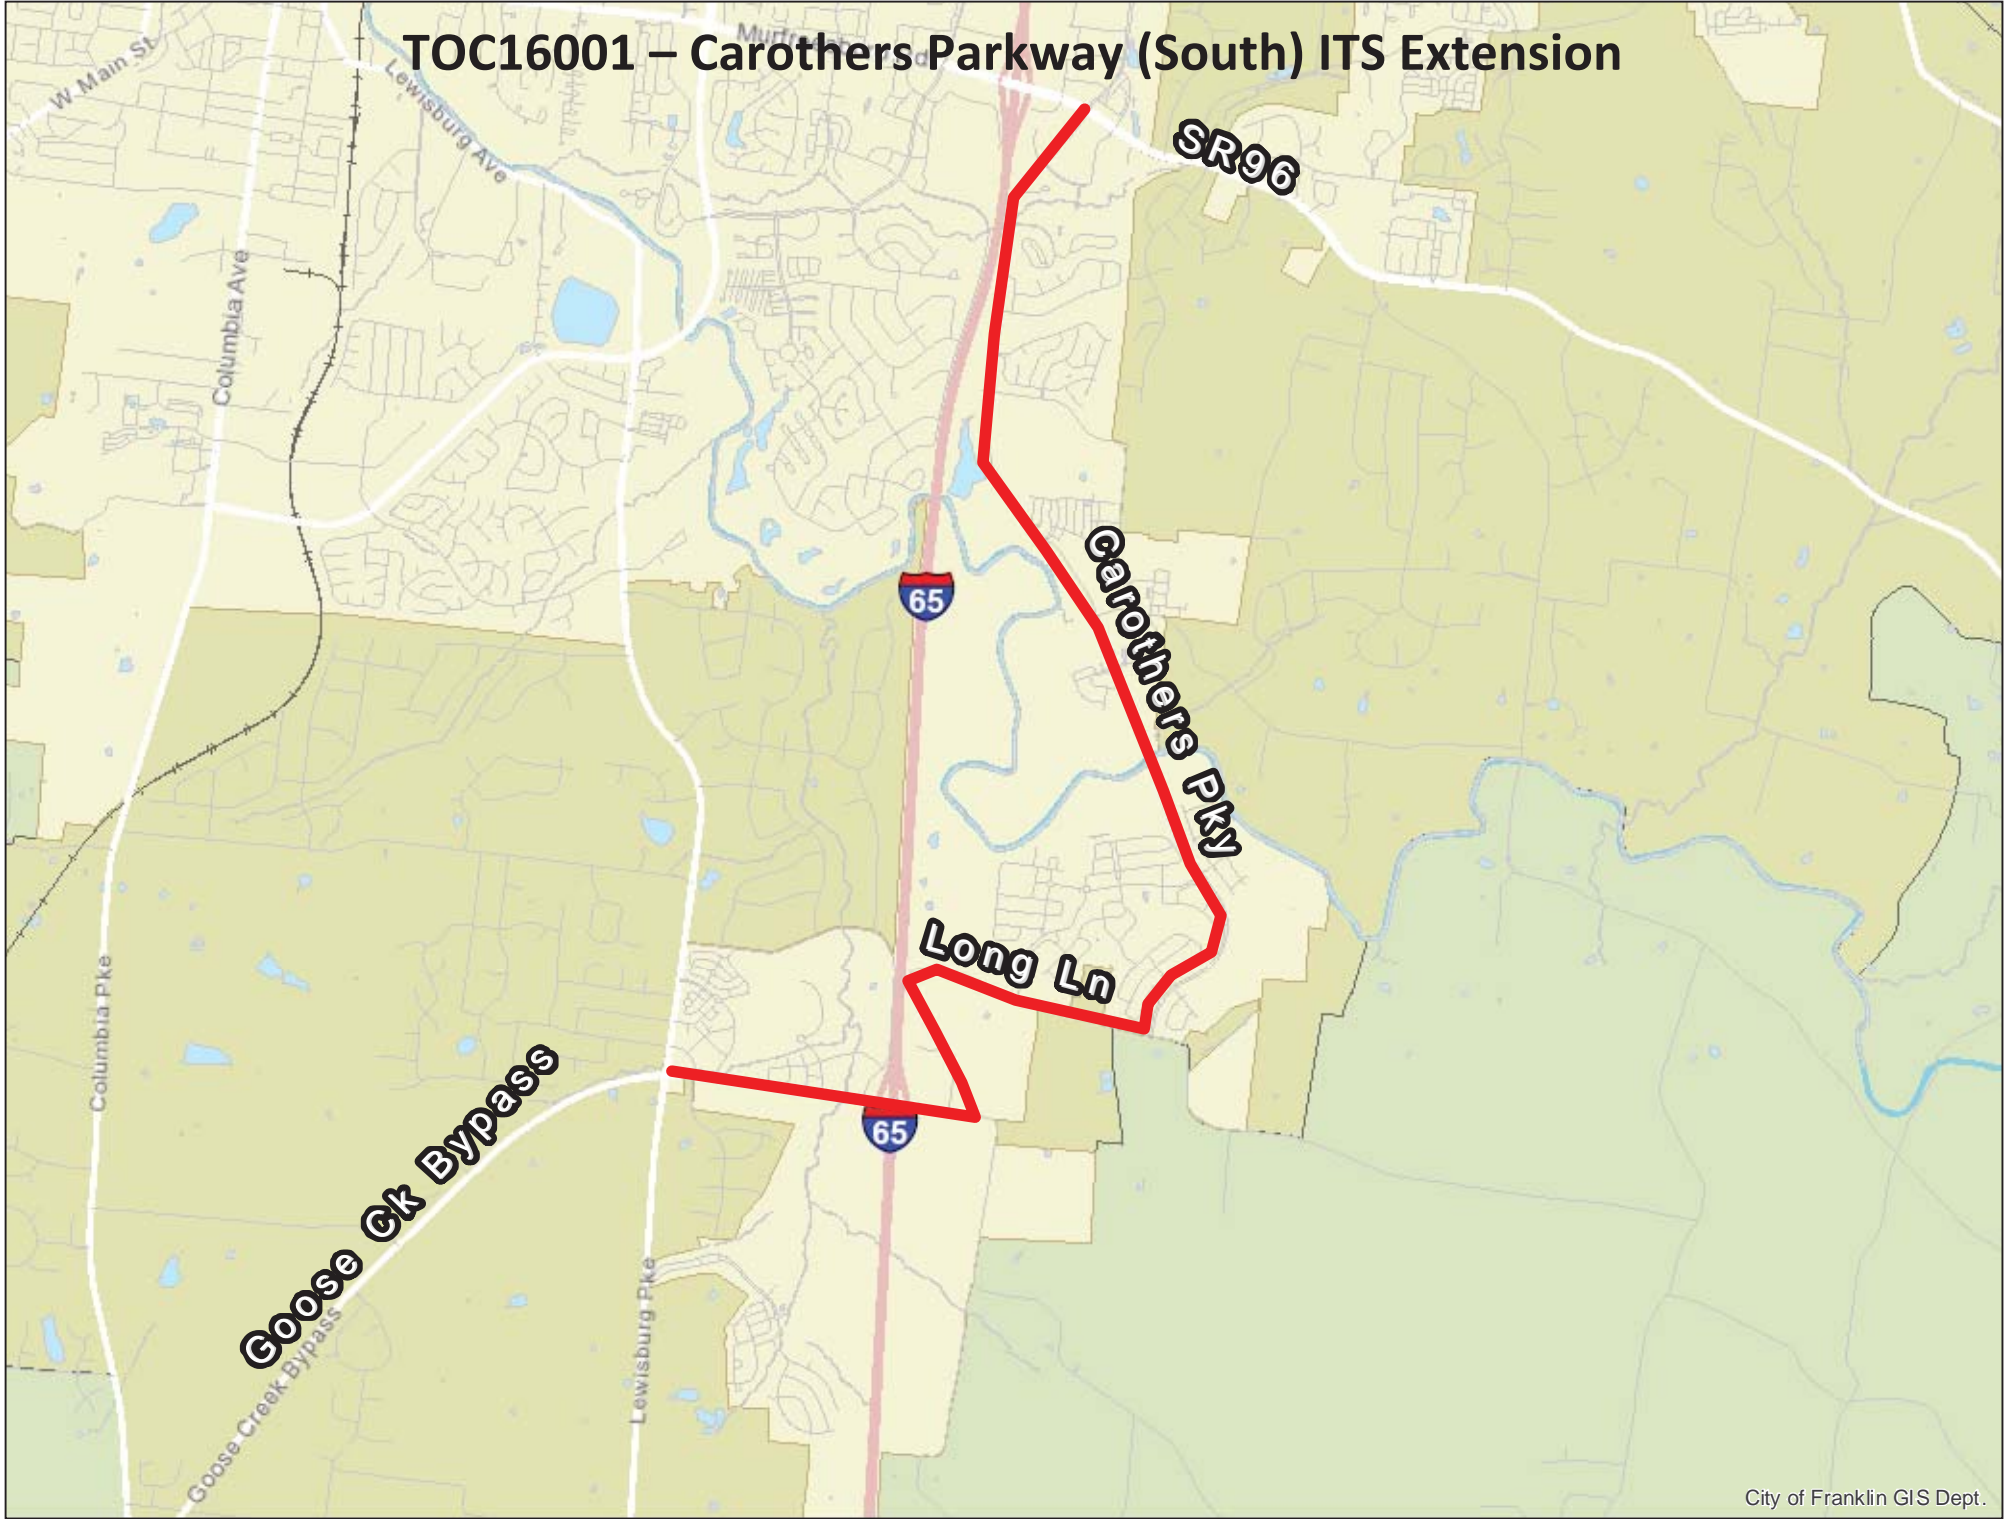 TOC16001 – Carothers Parkway (South) ITS Extension
W Main St
Lewisburg Ave
SR96
Columbia Ave
65
Carothers Pky
Long Ln
Columbia Pke
65
Goose Ck Bypass
Goose Creek Bypass
Lewisburg Pke
City of Franklin GIS Dept.